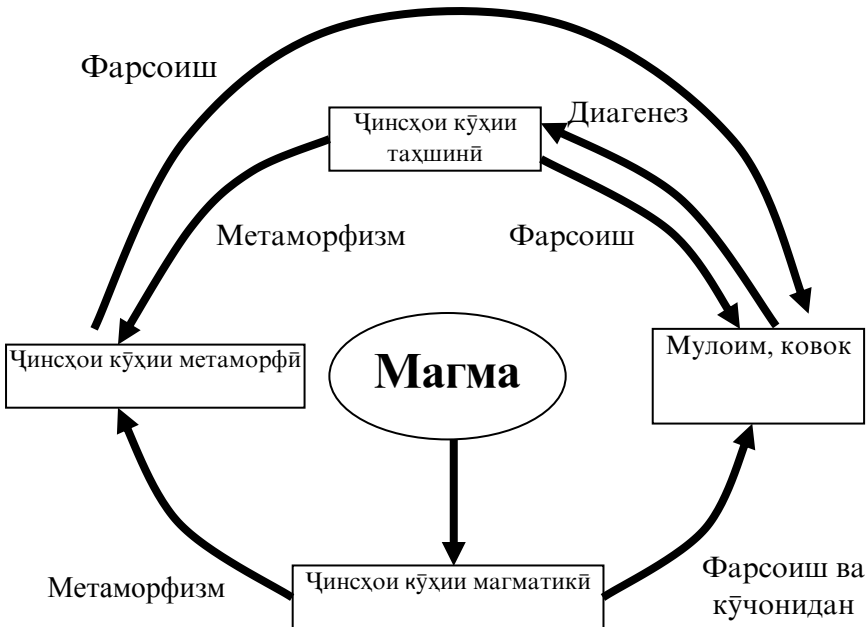 Фарсоиш
Диагенез
Ҷинсҳои кӯҳии
таҳшинӣ
Метаморфизм
Фарсоиш
Ҷинсҳои кӯҳии метаморфӣ
Магма
Мулоим, ковок
Метаморфизм
Ҷинсҳои кӯҳии магматикӣ
Фарсоиш ва
кӯчонидан